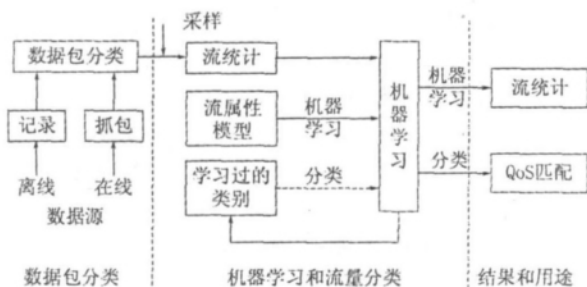 采样
数据包分类
流统计
机器
学习
流统计
记录
抓包
流属性
模型
机器
学习
机器
学习
离线
在线
数据源
学习过的
类别
分类
分类
QoS匹配
数据包分类
机器学习和流量分类
结果和用途